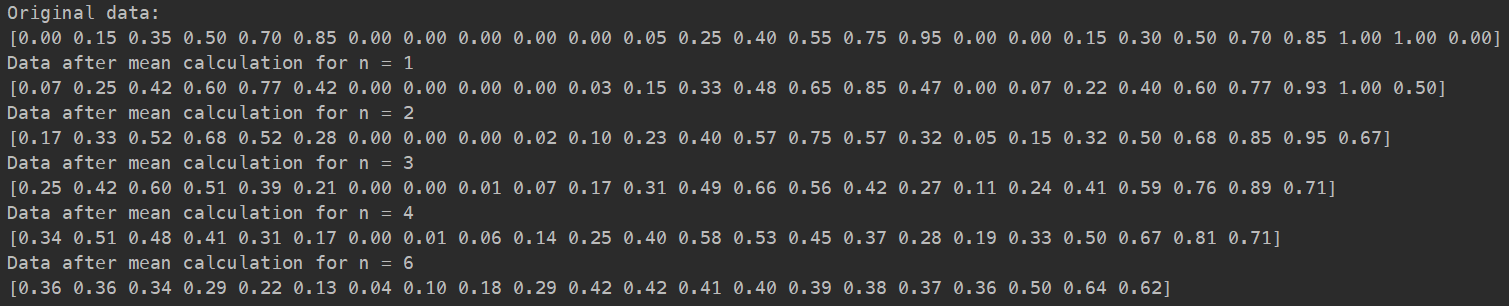 Original data:
[0.00 0.15 0.35 0.50 0.70 0.85 0.00 0.00 0.00 0.00 0.00 0.05 0.25 0.40 0.55 0.75 0.95 0.00 0.00 0.15 0.30 0.50 0.70 0.85 1.00 1.00 0.00]
Data after mean calculation for n = 1
[0.07 0.25 0.42 0.60 0.77 0.42 0.00 0.00 0.00 0.00 0.03 0.15 0.33 0.48 0.65 0.85 0.47 0.00 0.07 0.22 0.40 0.60 0.77 0.93 1.00 0.50]
Data after mean calculation for n = 2
[0.17 0.33 0.52 0.68 0.52 0.28 0.00 0.00 0.00 0.02 0.10 0.23 0.40 0.57 0.75 0.57 0.32 0.05 0.15 0.32 0.50 0.68 0.85 0.95 0.67]
Data after mean calculation for n = 3
[0.25 0.42 0.60 0.51 0.39 0.21 0.00 0.00 0.01 0.07 0.17 0.31 0.49 0.66 0.56 0.42 0.27 0.11 0.24 0.41 0.59 0.76 0.89 0.71]
Data after mean calculation for n = 4
[0.34 0.51 0.48 0.41 0.31 0.17 0.00 0.01 0.06 0.14 0.25 0.40 0.58 0.53 0.45 0.37 0.28 0.19 0.33 0.50 0.67 0.81 0.71]
Data after mean calculation for n = 6
[0.36 0.36 0.34 0.29 0.22 0.13 0.04 0.10 0.18 0.29 0.42 0.42 0.41 0.40 0.39 0.38 0.37 0.36 0.50 0.64 0.62]